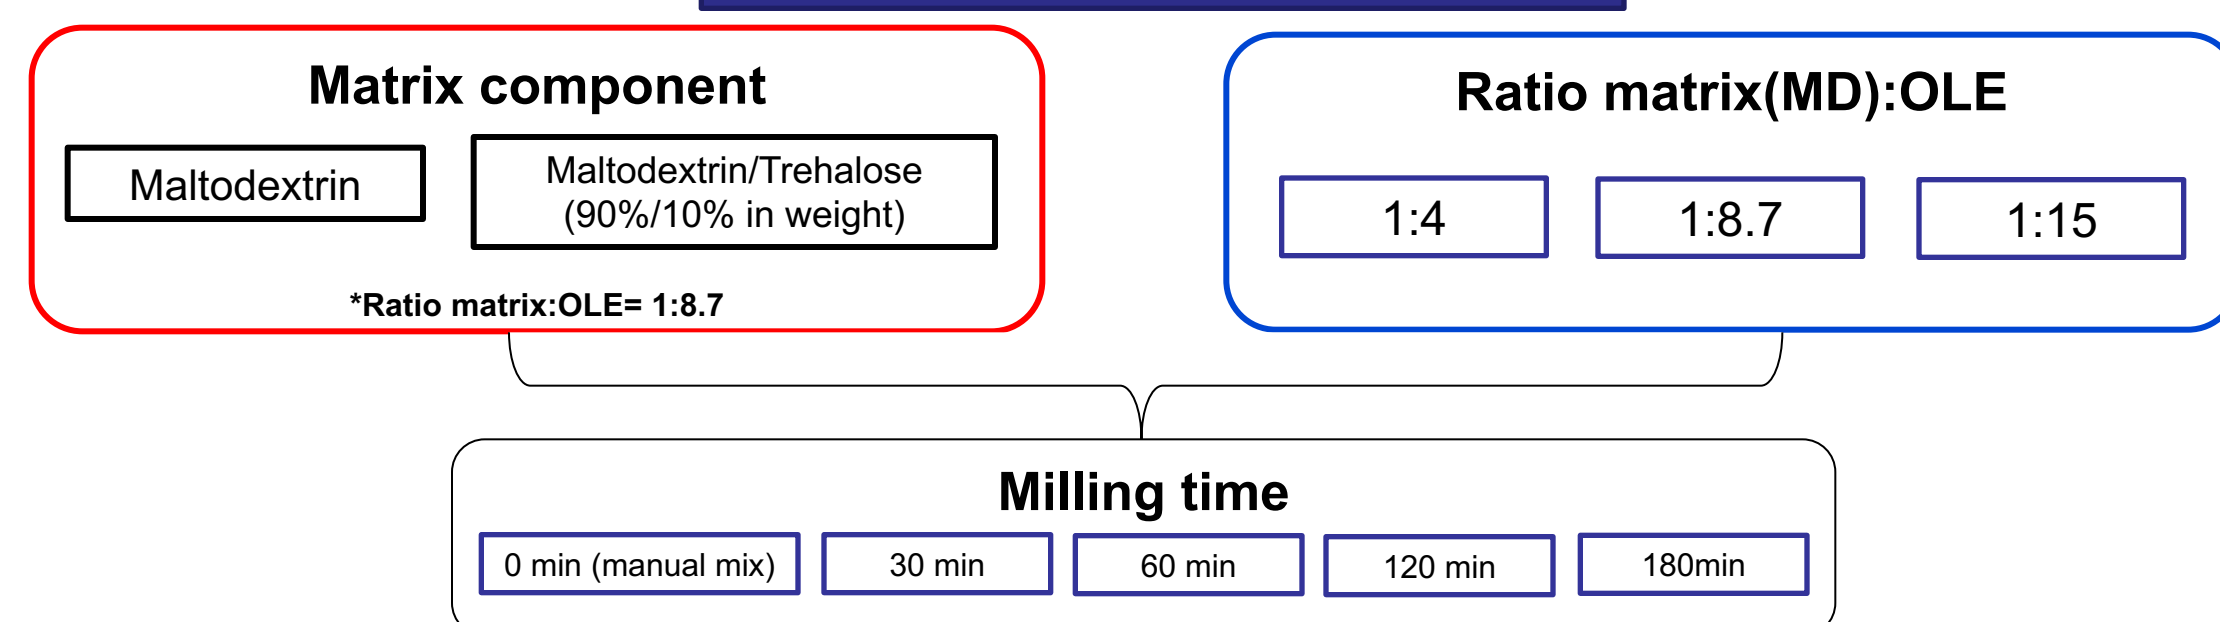 Matrix component
Maltodextrin
Maltodextrin/Trehalose
(90%/10% in weight)
*Ratio matrix:OLE= 1:8.7
Ratio matrix(MD):OLE
1:4
1:8.7
1:15
Milling time
0 min (manual mix)
30 min
60 min
120 min
180min